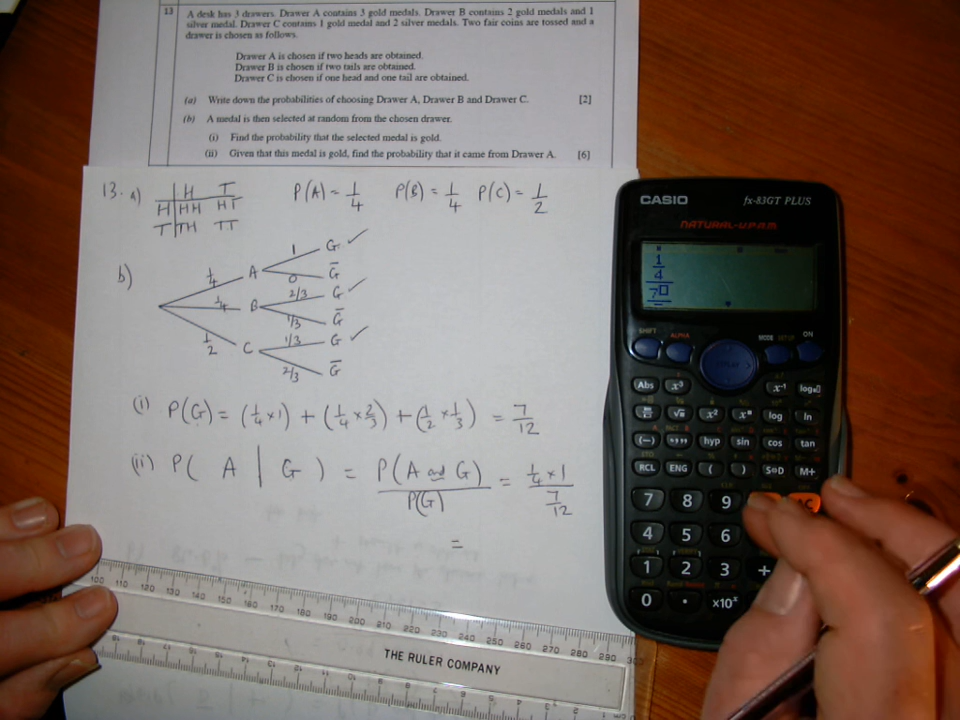 13 A desk has 3 drawers. Drawer A contains 3 gold medals. Drawer B contains 2 gold medals and 1
silver medal. Drawer C contains 1 gold medal and 2 silver medals. Two fair coins are tossed and a
drawer is chosen as follows.
Drawer A is chosen if two heads are obtained.
Drawer B is chosen if two tails are obtained.
Drawer C is chosen if one head and one tail are obtained.
(a) Write down the probabilities of choosing Drawer A, Drawer B and Drawer C. [2]
(b) A medal is then selected at random from the chosen drawer.
(i) Find the probability that the selected medal is gold.
(ii) Given that this medal is gold, find the probability that it came from Drawer A. [6]
13. a) H T P(A) = 1/4 P(B) = 1/4 P(C) = 1/2
H HH HT
T TH TT
b) 1/4 A 1 G ✓
0 G̅
1/4 B 2/3 G ✓
1/3 G̅
1/2 C 1/3 G ✓
2/3 G̅
(i) P(G) = (1/4 × 1) + (1/4 × 2/3) + (1/2 × 1/3) = 7/12
(ii) P( A | G ) = P(A and G) / P(G) = 1/4 × 1 / 7/12
=
CASIO fx-83GT PLUS
NATURAL-V.P.A.M.
1
4
7
SHIFT ALPHA MODE SETUP ON
Abs x³ x⁻¹ log
√ x² log ln
(−) hyp sin cos tan
RCL ENG ( ) S⇔D M+
7 8 9 AC
4 5 6
1 2 3 +
0 . ×10ˣ
100 110 120 130 140 150 160 170 180 190 200 210 220 230 240 250 260 270 280 290
THE RULER COMPANY